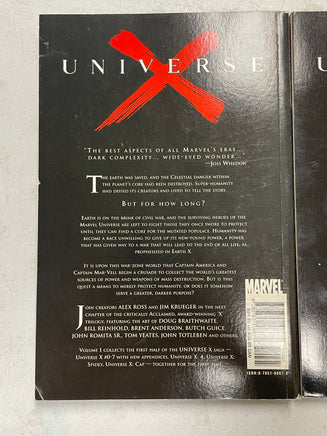 UNIVERSE
X
"The best aspects of all Marvel's eras...
dark complexity... wide-eyed wonder..."
—Joss Whedon
The earth was saved, and the Celestial danger within
the planet's core had been destroyed. Super-humanity
had defied its creators and lived to tell the story.
But for how long?
Earth is on the brink of civil war, and the surviving heroes of the
Marvel Universe are left to fight those they once swore to protect
until they can find a cure for the mutated populace. Humanity has
become a race unwilling to give up its new-found power, a power
that has given way to a war that will lead to the end of all life, as
prophesized in Earth X.
It is upon this war-zone world that Captain America and
Captain Mar-Vell begin a crusade to collect the world's greatest
sources of power and weapons of mass destruction. But is this
quest a means to merely protect humanity, or does it somehow
serve a greater, darker purpose?
Join creators ALEX ROSS and JIM KRUEGER in the next
chapter of the critically acclaimed, award-winning 'X'
trilogy, featuring the art of DOUG BRAITHWAITE,
BILL REINHOLD, BRENT ANDERSON, BUTCH GUICE,
JOHN ROMITA SR., TOM YEATES, JOHN TOTLEBEN and others.
Volume 1 collects the first half of the UNIVERSE X saga —
Universe X #0-7 with new appendices, Universe X: 4, Universe X:
Spidey, Universe X: Cap — together for the first time!
MARVEL